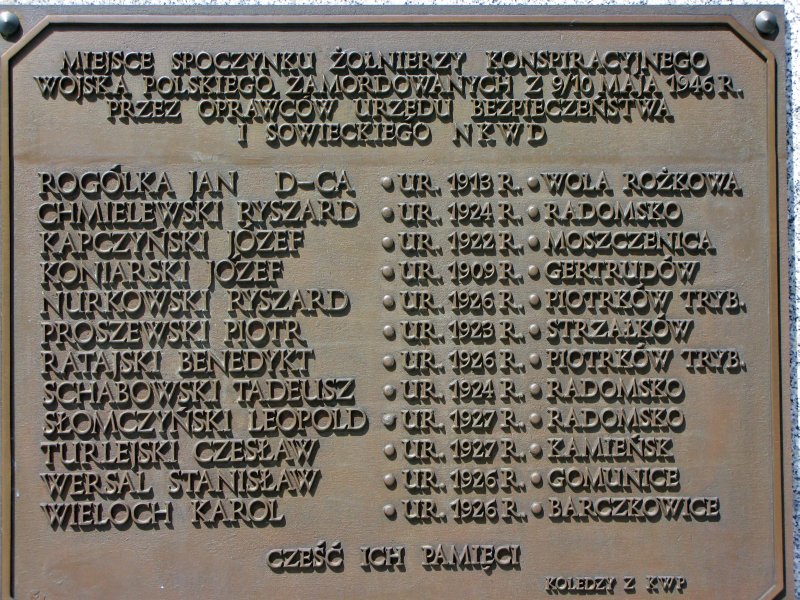 MIEJSCE SPOCZYNKU ŻOŁNIERZY KONSPIRACYJNEGO
WOJSKA POLSKIEGO, ZAMORDOWANYCH Z 9/10 MAJA 1946 R.
PRZEZ OPRAWCÓW URZĘDU BEZPIECZEŃSTWA
I SOWIECKIEGO NKWD
ROGÓLKA JAN D-CA • UR. 1913 R. • WOLA ROŻKOWA
CHMIELEWSKI RYSZARD • UR. 1924 R. • RADOMSKO
KAPCZYŃSKI JÓZEF • UR. 1922 R. • MOSZCZENICA
KONIARSKI JÓZEF • UR. 1909 R. • GERTRUDÓW
NURKOWSKI RYSZARD • UR. 1926 R. • PIOTRKÓW TRYB.
PROSZEWSKI PIOTR • UR. 1923 R. • STRZAŁKÓW
RATAJSKI BENEDYKT • UR. 1926 R. • PIOTRKÓW TRYB.
SCHABOWSKI TADEUSZ • UR. 1924 R. • RADOMSKO
SŁOMCZYŃSKI LEOPOLD • UR. 1927 R. • RADOMSKO
TURLEJSKI CZESŁAW • UR. 1927 R. • KAMIEŃSK
WERSAL STANISŁAW • UR. 1926 R. • GOMUNICE
WIELOCH KAROL • UR. 1926 R. • BARCZKOWICE
CZEŚĆ ICH PAMIĘCI
KOLEDZY Z KWP